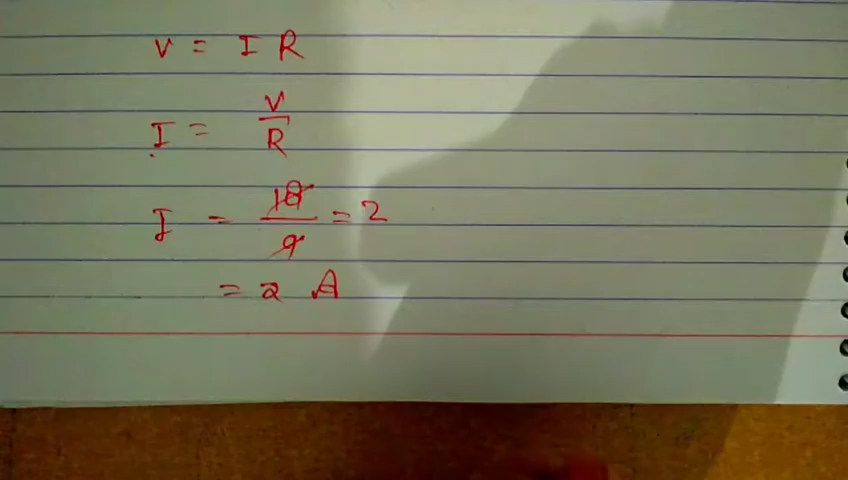 V = I R
I = V/R
I = 18/9 = 2
= 2 A